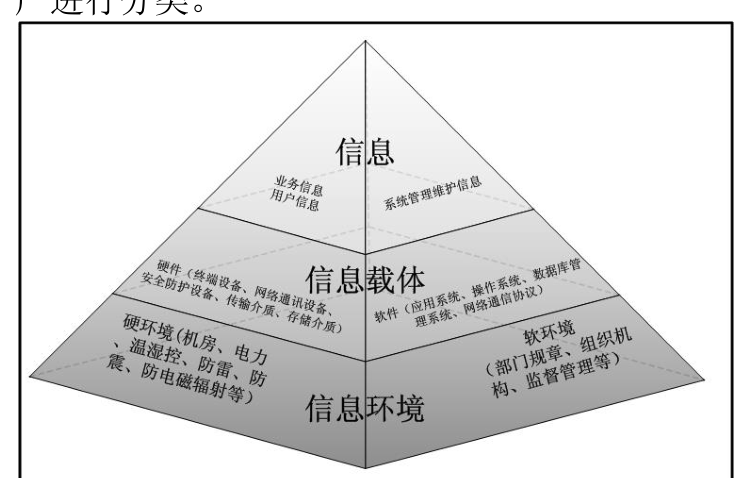 产进行分类。
信息
业务信息
用户信息
系统管理维护信息
信息载体
硬件（终端设备、网络通讯设备、
安全防护设备、传输介质、存储介质）
软件（应用系统、操作系统、数据库管
理系统、网络通信协议）
硬环境(机房、电力
、温湿控、防雷、防
震、防电磁辐射等）
软环境
（部门规章、组织机
构、监督管理等）
信息环境